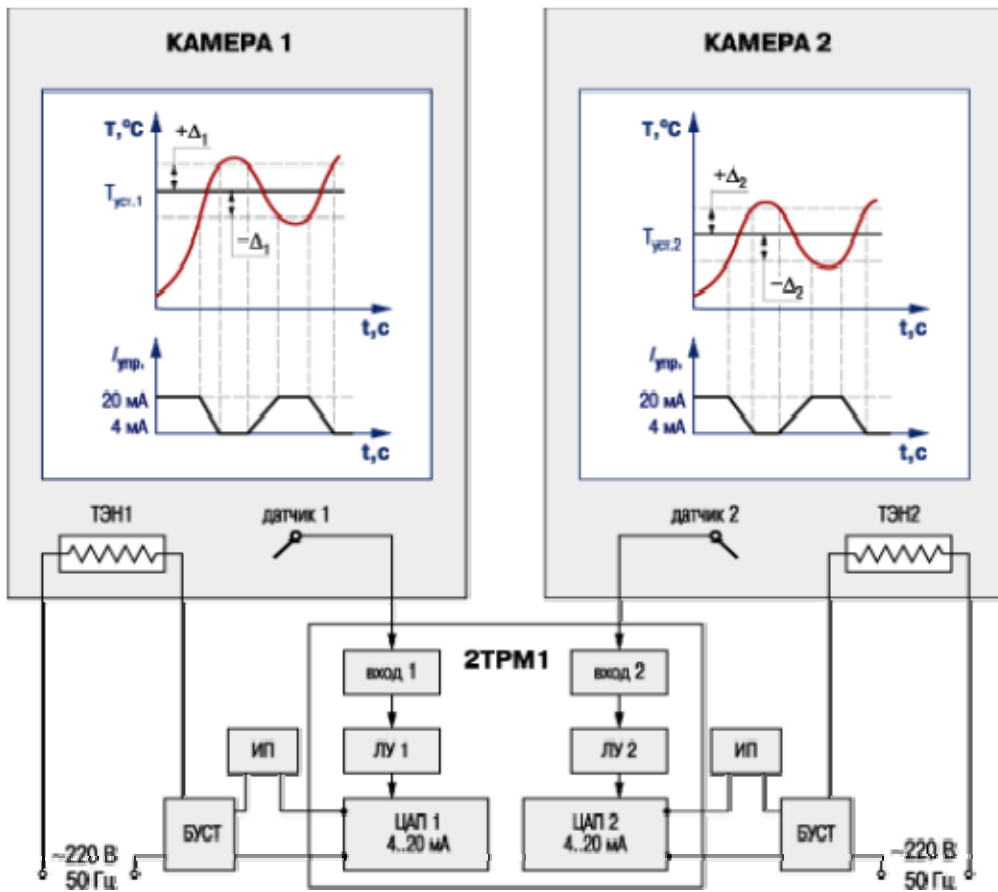 КАМЕРА 1
T,°C
+Δ₁
Tуст.1
−Δ₁
t,c
Iупр.
20 мА
4 мА
t,c
ТЭН1
датчик 1
КАМЕРА 2
T,°C
+Δ₂
Tуст.2
−Δ₂
t,c
Iупр.
20 мА
4 мА
t,c
датчик 2
ТЭН2
2ТРМ1
вход 1
вход 2
ИП
ЛУ 1
ЛУ 2
ИП
БУСТ
ЦАП 1
4..20 мА
ЦАП 2
4..20 мА
БУСТ
~220 В
50 Гц
~220 В
50 Гц